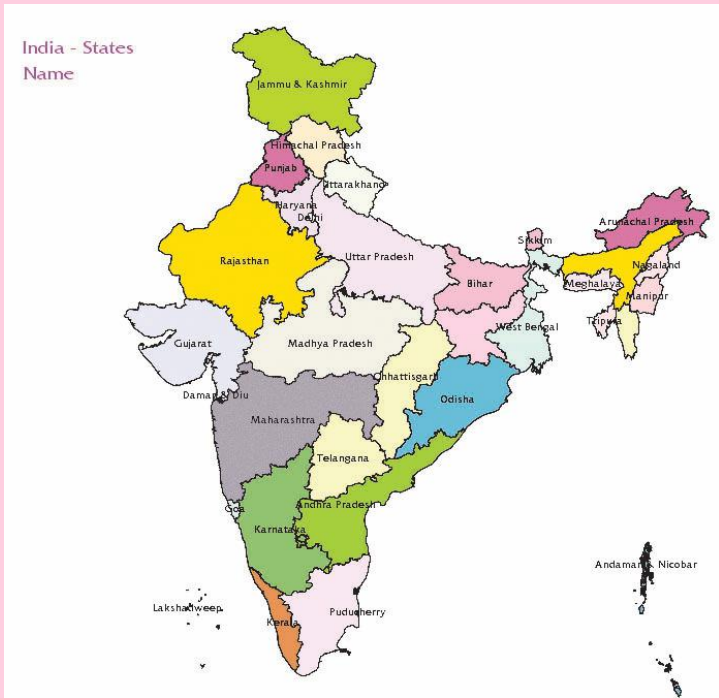 India - States
Name
Jammu & Kashmir
Himachal Pradesh
Punjab
Uttarakhand
Haryana
Delhi
Arunachal Pradesh
Sikkim
Uttar Pradesh
Rajasthan
Nagaland
Bihar
Meghalaya
Manipur
Tripura
West Bengal
Gujarat
Madhya Pradesh
Chhattisgarh
Daman & Diu
Odisha
Maharashtra
Telangana
Goa
Andhra Pradesh
Karnataka
Andaman & Nicobar
Lakshadweep
Puducherry
Kerala